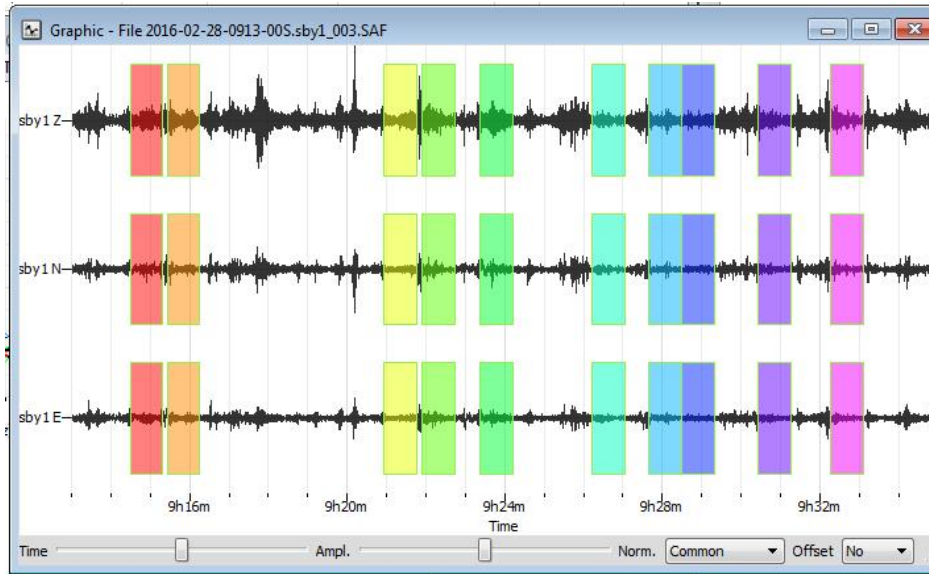 Graphic - File 2016-02-28-0913-00S.sby1_003.SAF
sby1 Z
sby1 N
sby1 E
9h16m 9h20m 9h24m 9h28m 9h32m
Time
Time Ampl. Norm. Common Offset No